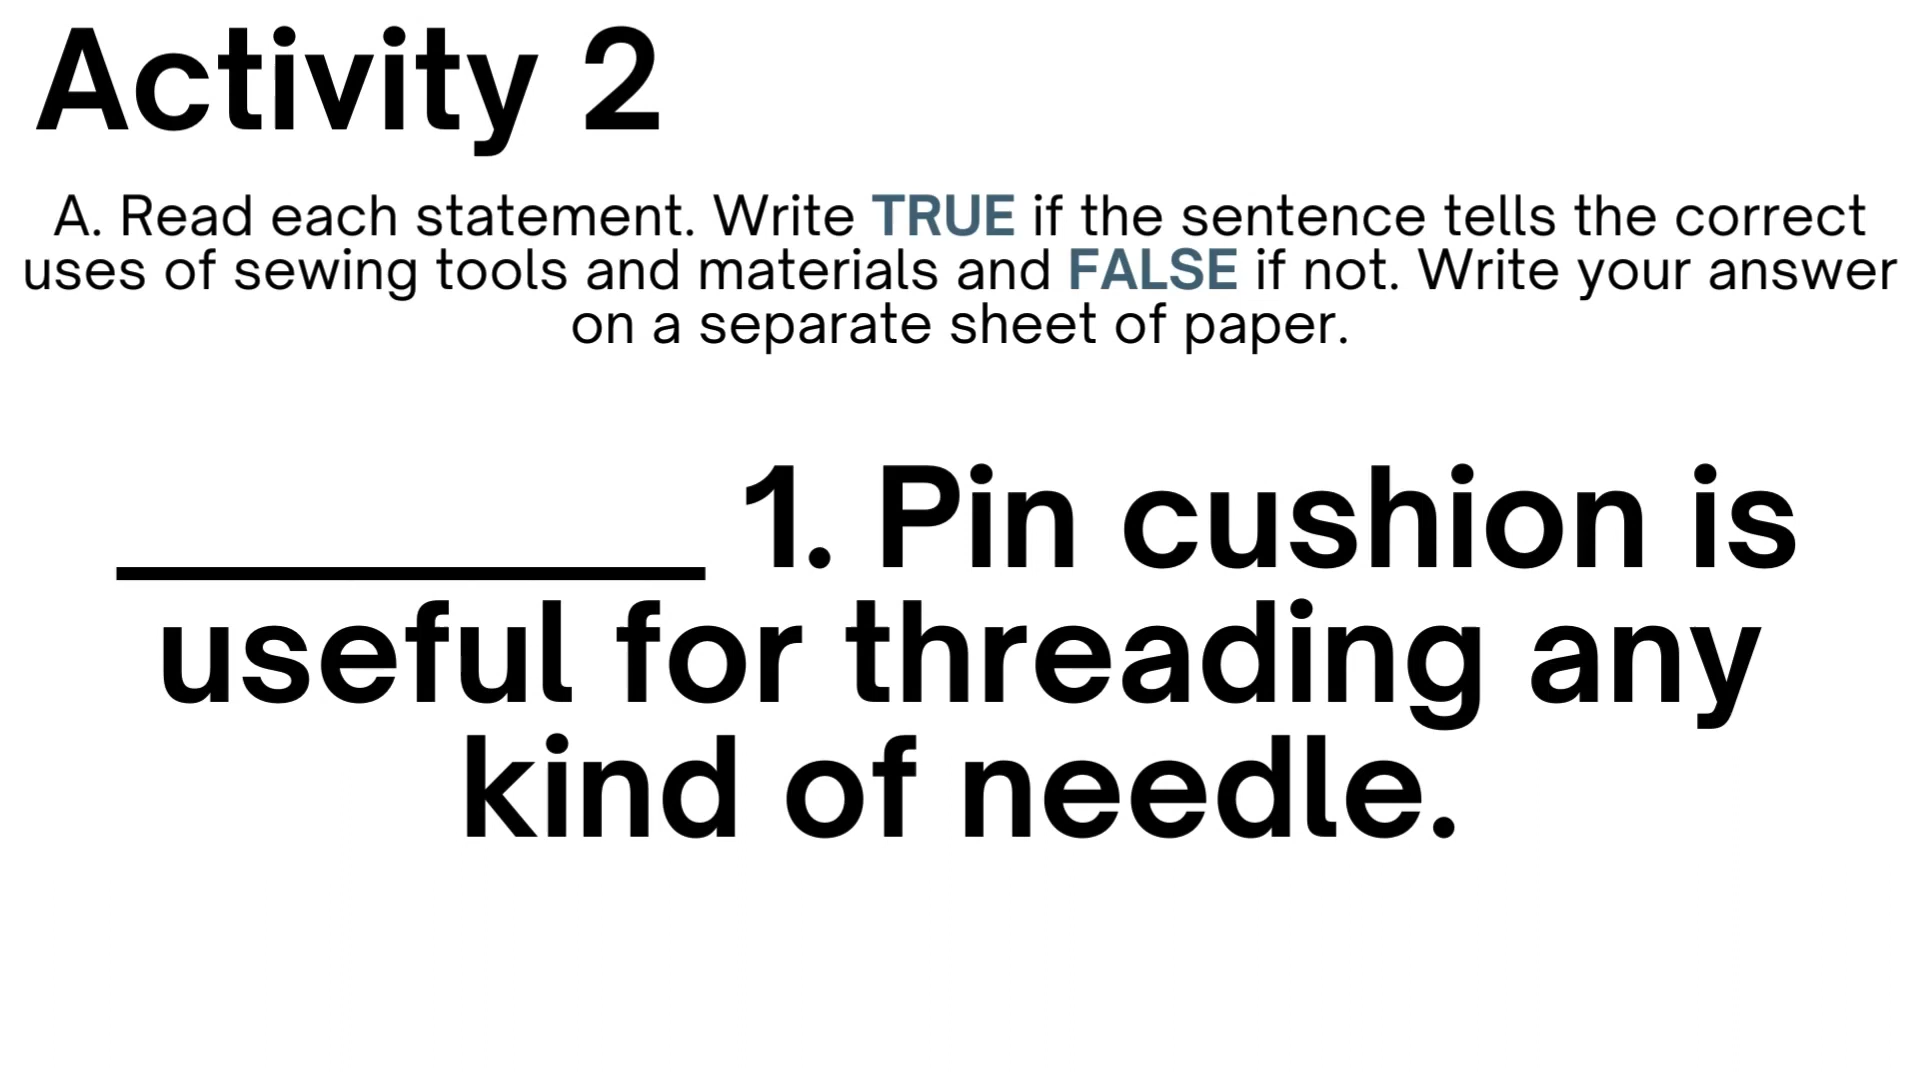 Activity 2
A. Read each statement. Write TRUE if the sentence tells the correct
uses of sewing tools and materials and FALSE if not. Write your answer
on a separate sheet of paper.
__________ 1. Pin cushion is
useful for threading any
kind of needle.